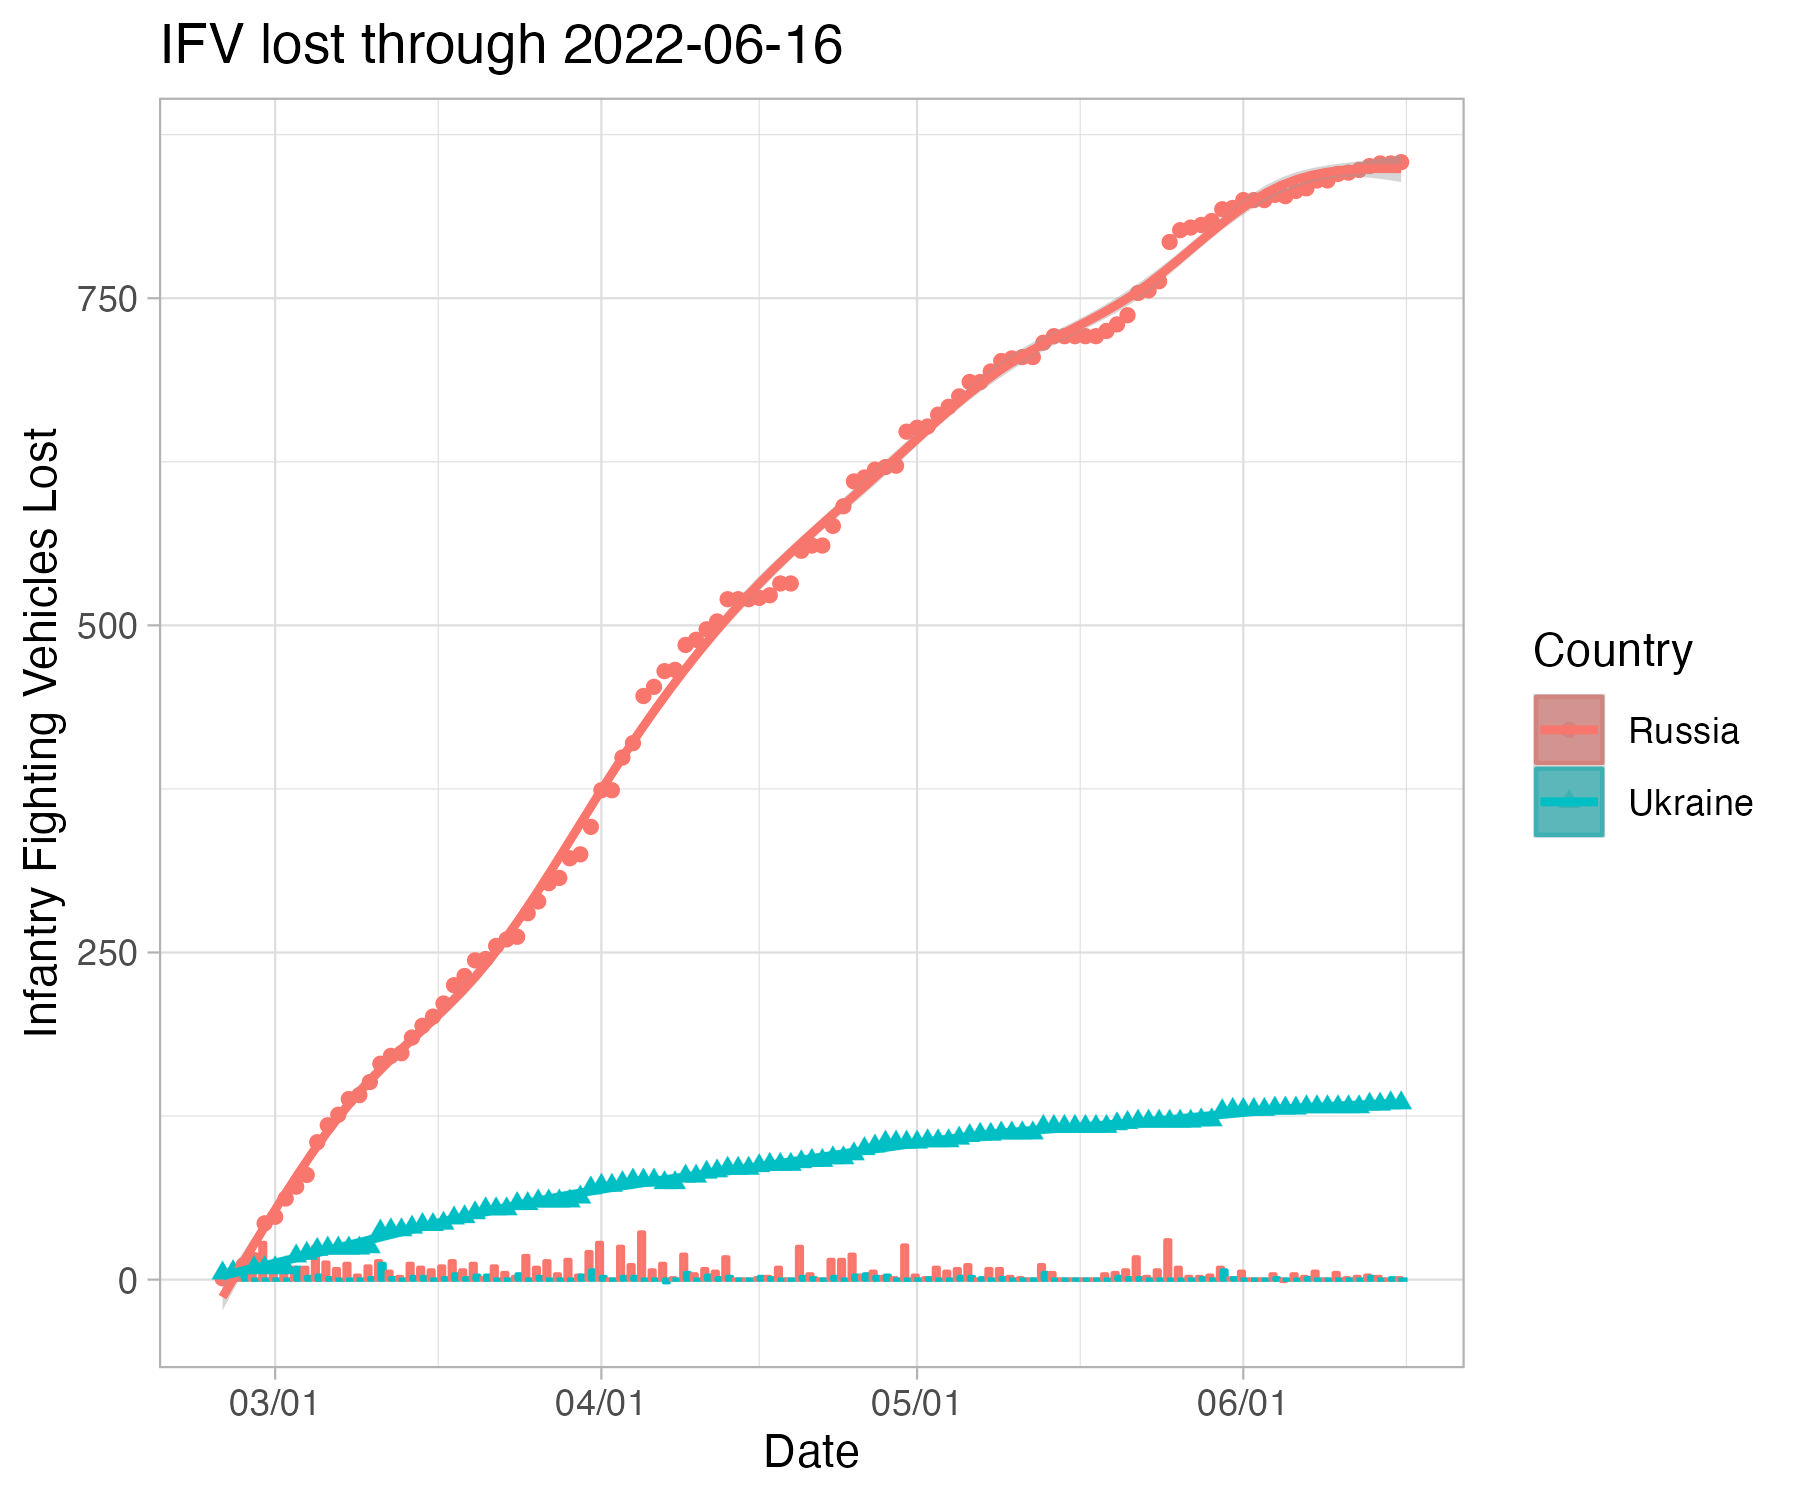 IFV lost through 2022-06-16
Infantry Fighting Vehicles Lost
750
500
250
0
03/01
04/01
05/01
06/01
Date
Country
Russia
Ukraine